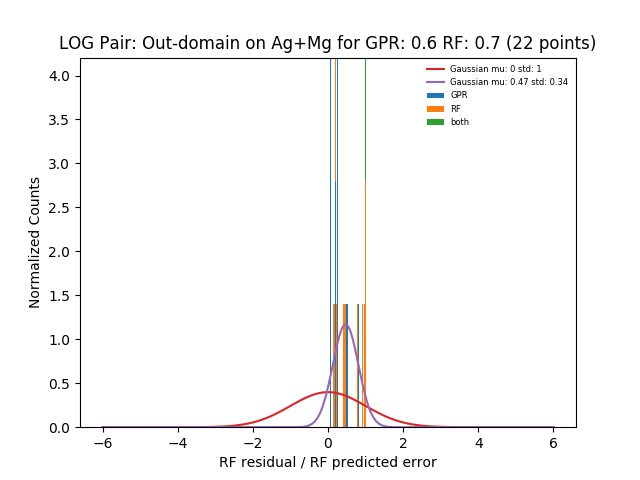 LOG Pair: Out-domain on Ag+Mg for GPR: 0.6 RF: 0.7 (22 points)
Gaussian mu: 0 std: 1
Gaussian mu: 0.47 std: 0.34
GPR
RF
both
Normalized Counts
4.0
3.5
3.0
2.5
2.0
1.5
1.0
0.5
0.0
−6 −4 −2 0 2 4 6
RF residual / RF predicted error